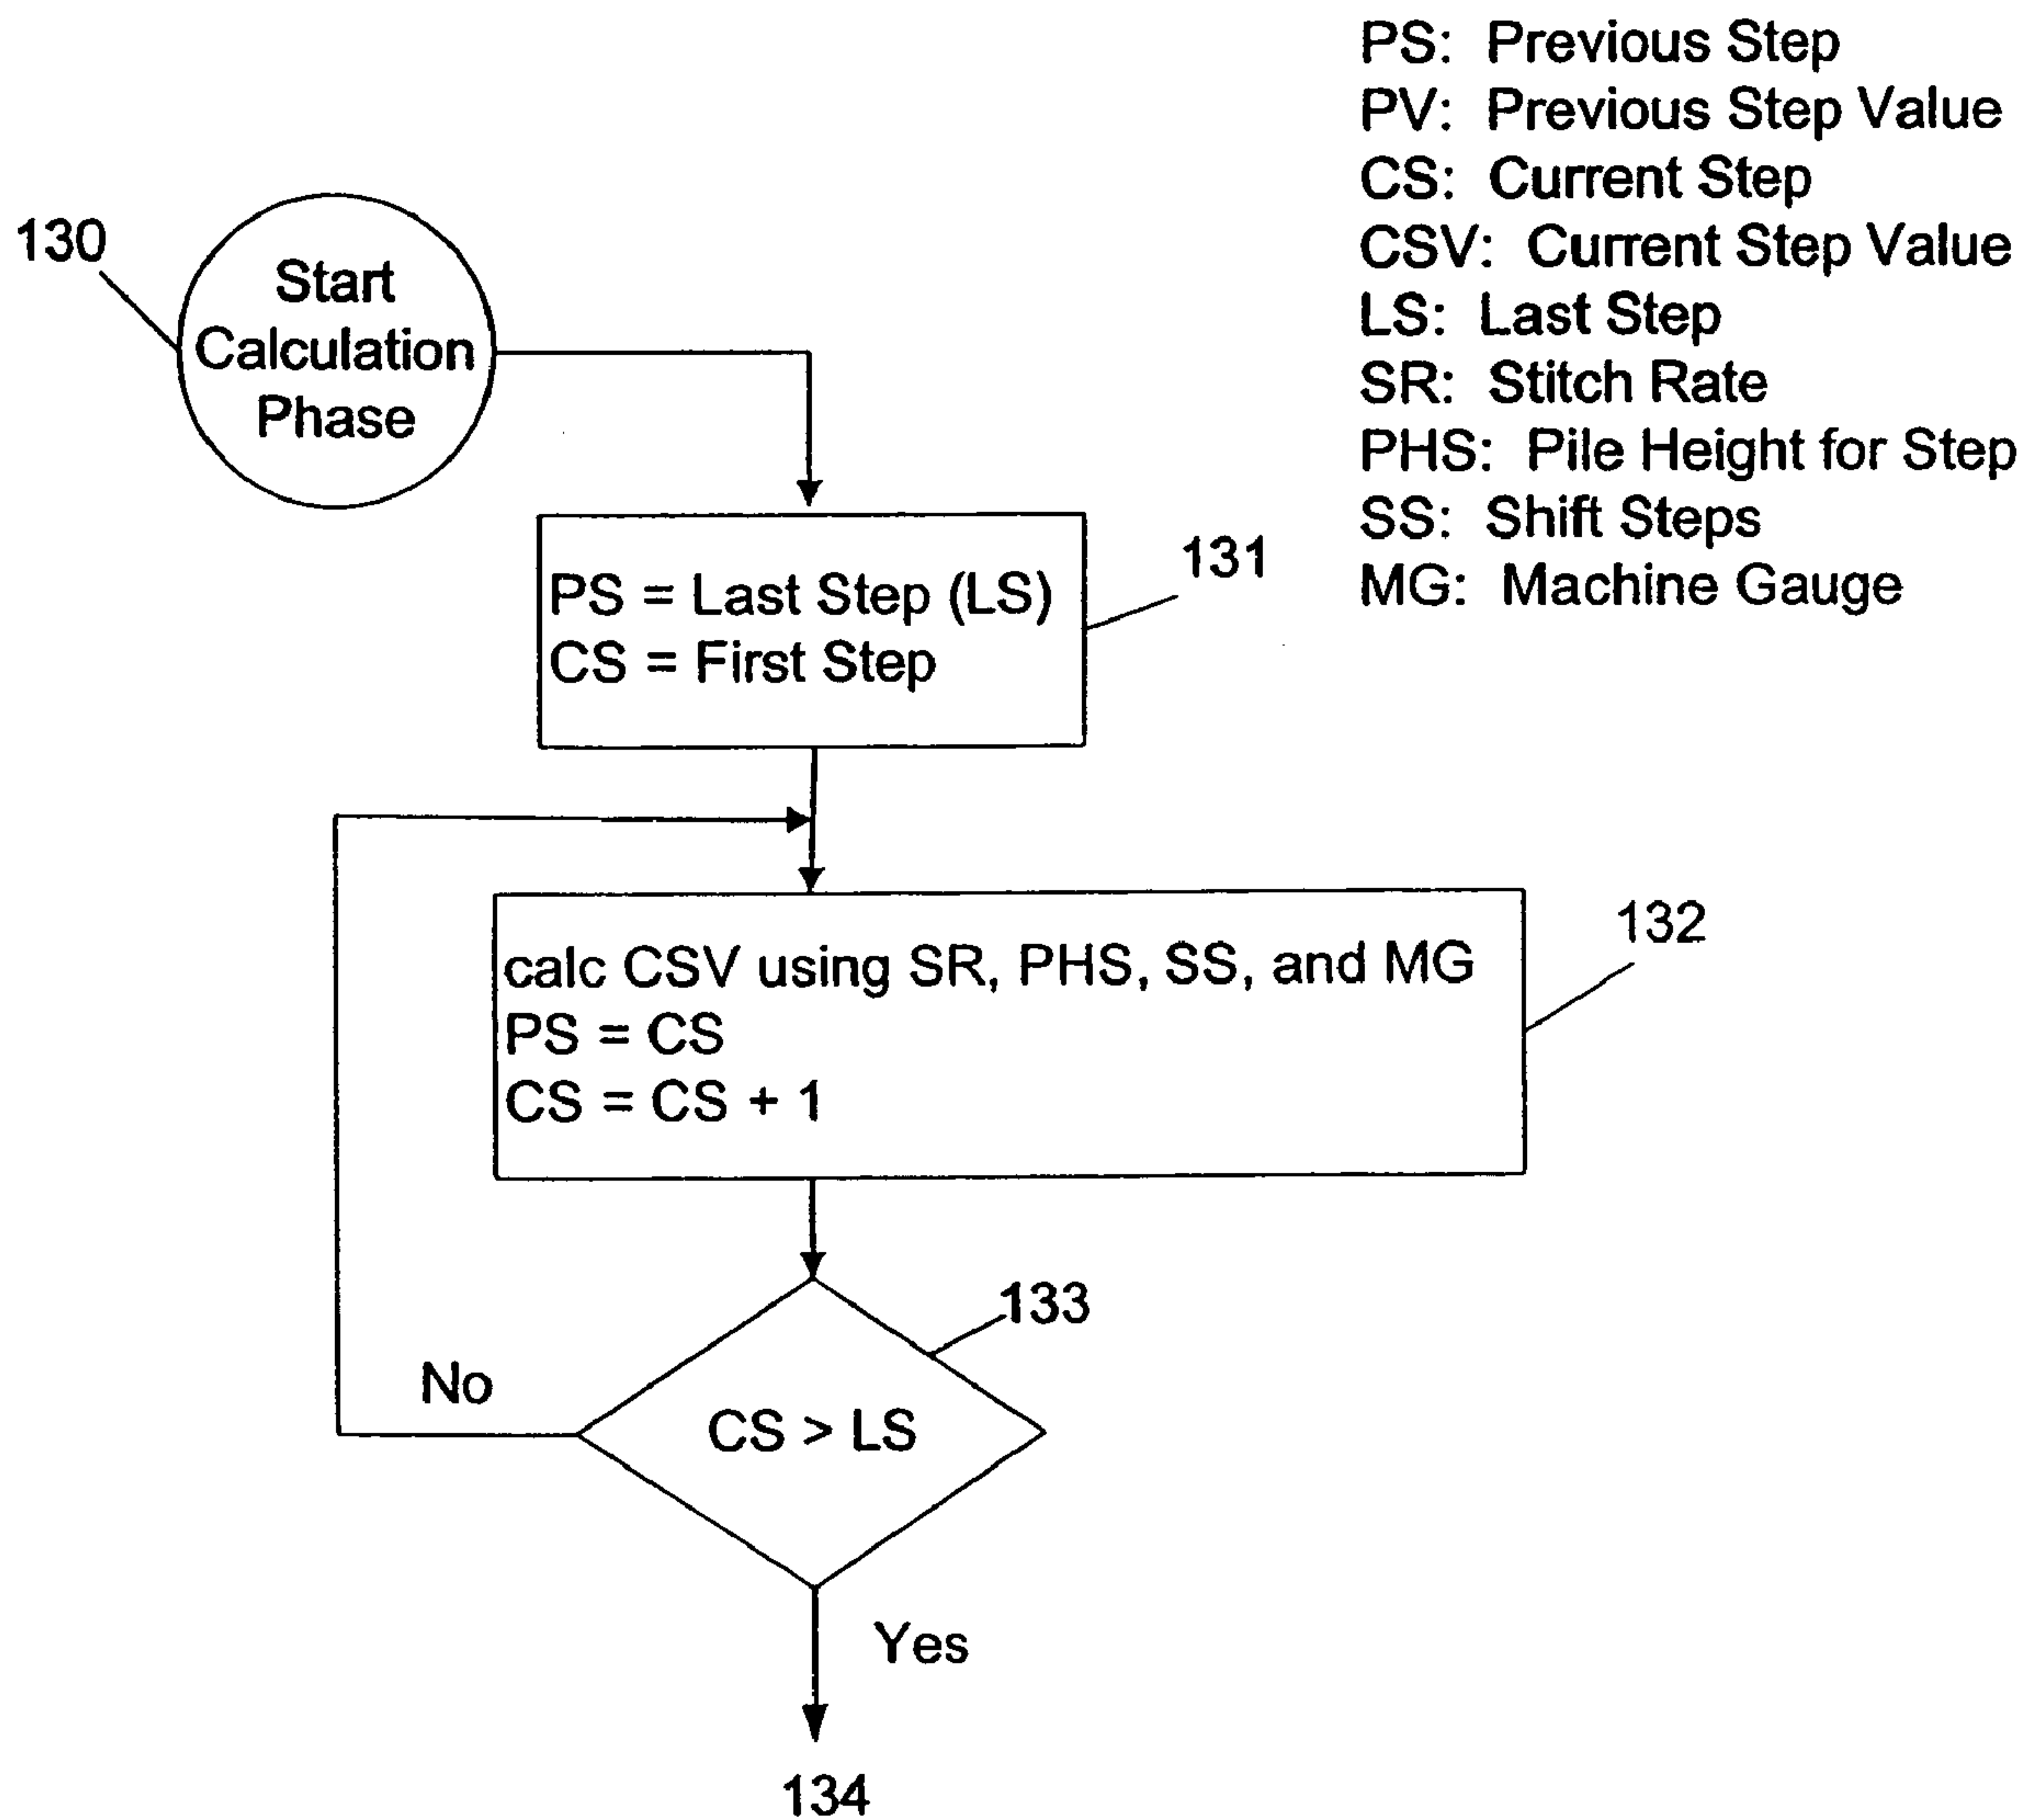 PS: Previous Step
PV: Previous Step Value
CS: Current Step
CSV: Current Step Value
LS: Last Step
SR: Stitch Rate
PHS: Pile Height for Step
SS: Shift Steps
MG: Machine Gauge
130
Start
Calculation
Phase
131
PS = Last Step (LS)
CS = First Step
132
calc CSV using SR, PHS, SS, and MG
PS = CS
CS = CS + 1
133
No
CS > LS
Yes
134